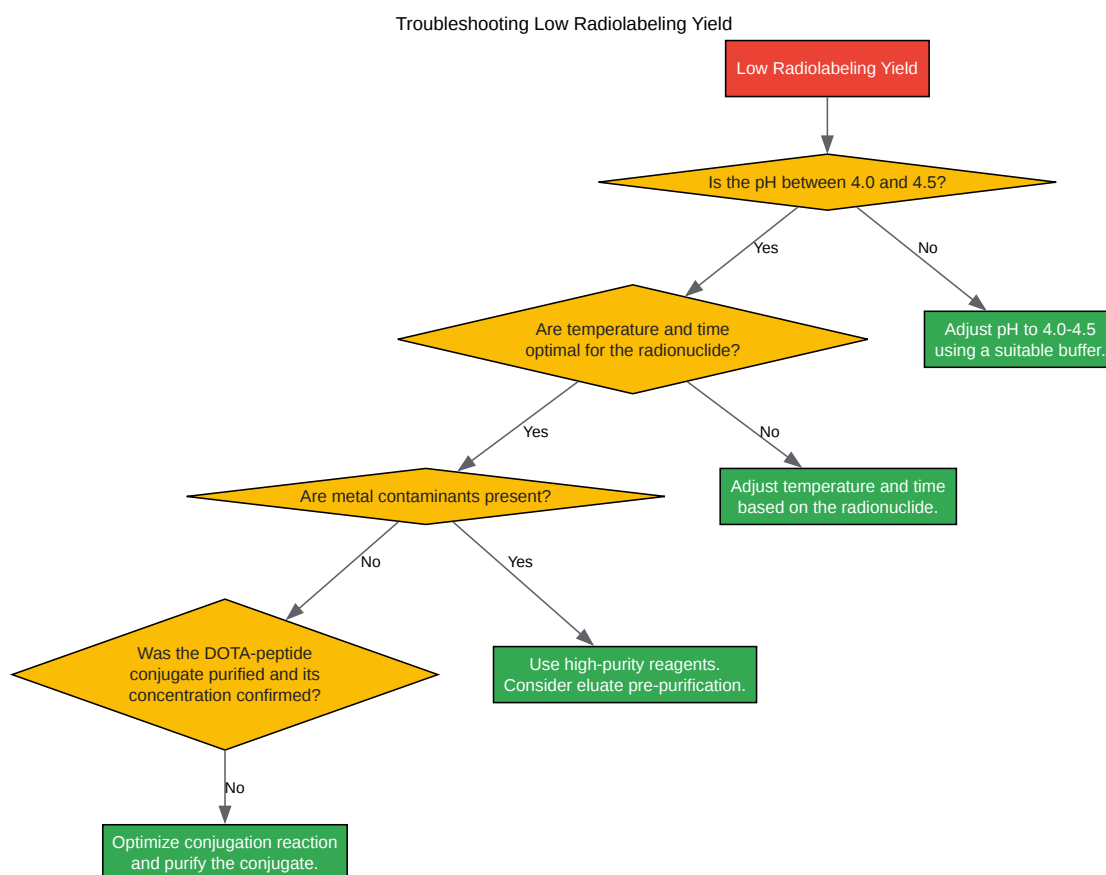 Troubleshooting Low Radiolabeling Yield
Low Radiolabeling Yield
Is the pH between 4.0 and 4.5?
Yes
No
Are temperature and time
optimal for the radionuclide?
Adjust pH to 4.0-4.5
using a suitable buffer.
Yes
No
Are metal contaminants present?
Adjust temperature and time
based on the radionuclide.
No
Yes
Was the DOTA-peptide
conjugate purified and its
concentration confirmed?
Use high-purity reagents.
Consider eluate pre-purification.
No
Optimize conjugation reaction
and purify the conjugate.